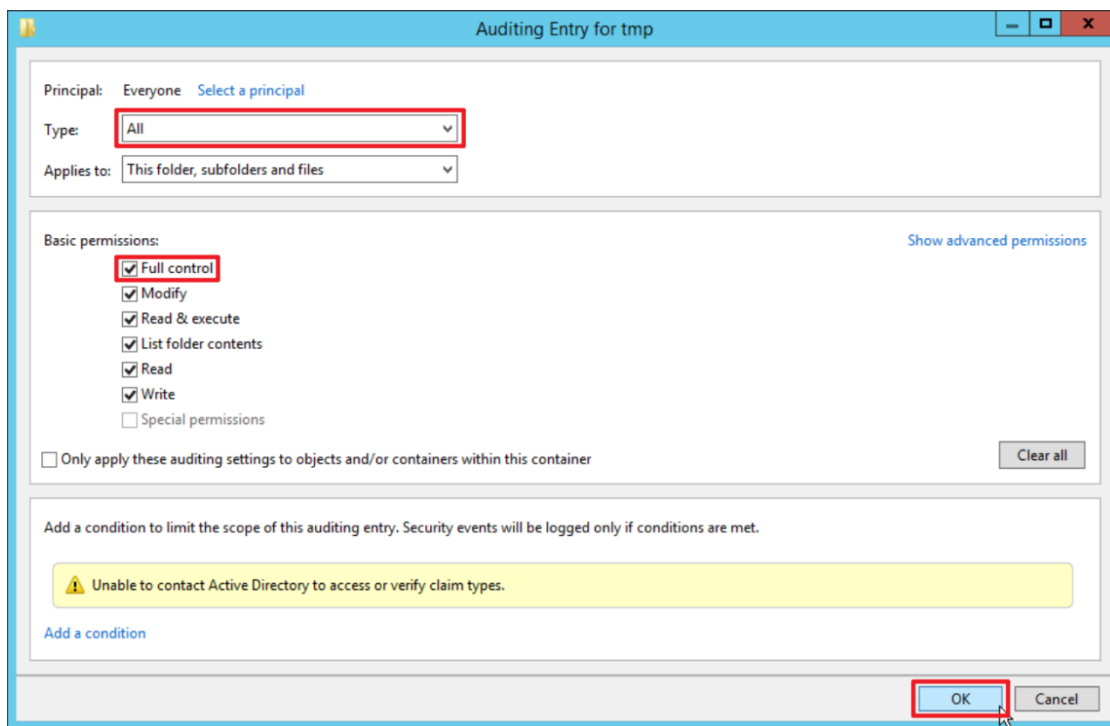 Auditing Entry for tmp
Principal: Everyone Select a principal
Type: All
Applies to: This folder, subfolders and files
Basic permissions: Show advanced permissions
Full control
Modify
Read & execute
List folder contents
Read
Write
Special permissions
Only apply these auditing settings to objects and/or containers within this container Clear all
Add a condition to limit the scope of this auditing entry. Security events will be logged only if conditions are met.
Unable to contact Active Directory to access or verify claim types.
Add a condition
OK Cancel